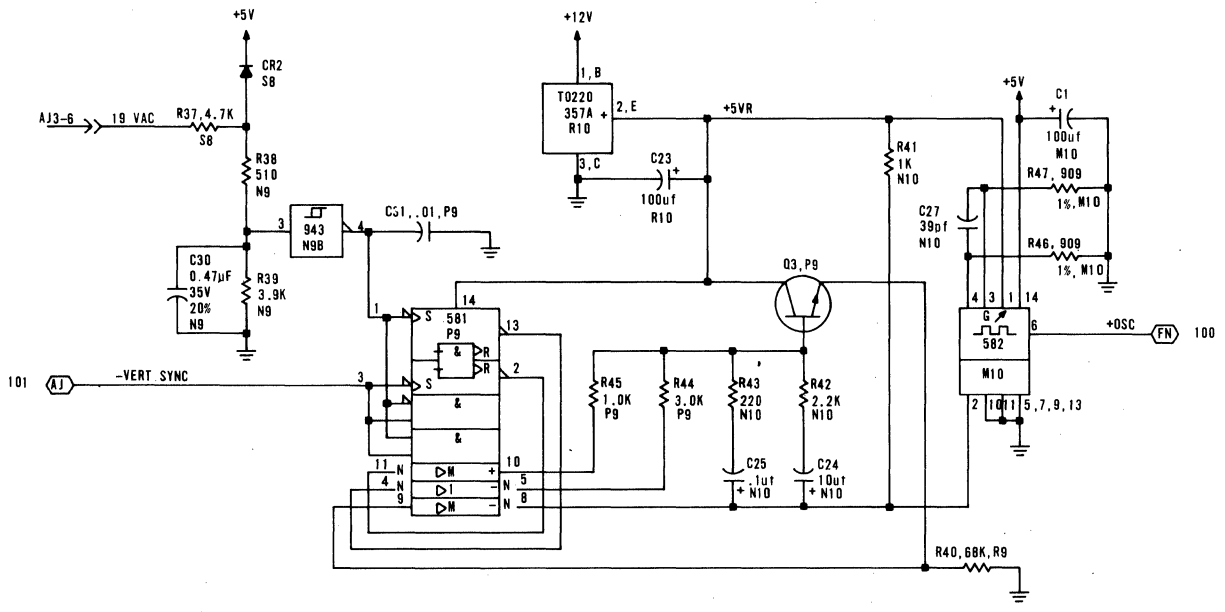 +5V
CR2
S8
AJ3-6
19 VAC
R37,4.7K
S8
R38
510
N9
3
943
N9B
4
C31,.01,P9
C30
0.47µF
35V
20%
N9
R39
3.9K
N9
+12V
1,B
TO220
357A
R10
+
2,E
+5VR
3,C
C23
+
100uf
R10
R41
1K
N10
+5V
C1
+
100uf
M10
R47, 909
1%,M10
C27
39pf
N10
R46, 909
1%,M10
4 3 1 14
G
582
6
+OSC
FN
100
M10
2 10 11 5,7,9,13
Q3,P9
14
581
P9
1
S
13
&
R
R
2
101
AJ
-VERT SYNC
3
S
&
&
11 N
M
+
10
4 N
1
-
N
5
9
M
-
N
8
R45
1.0K
P9
R44
3.0K
P9
R43
220
N10
R42
2.2K
N10
C25
.1uf
+
N10
C24
10uf
+
N10
R40,68K,R9